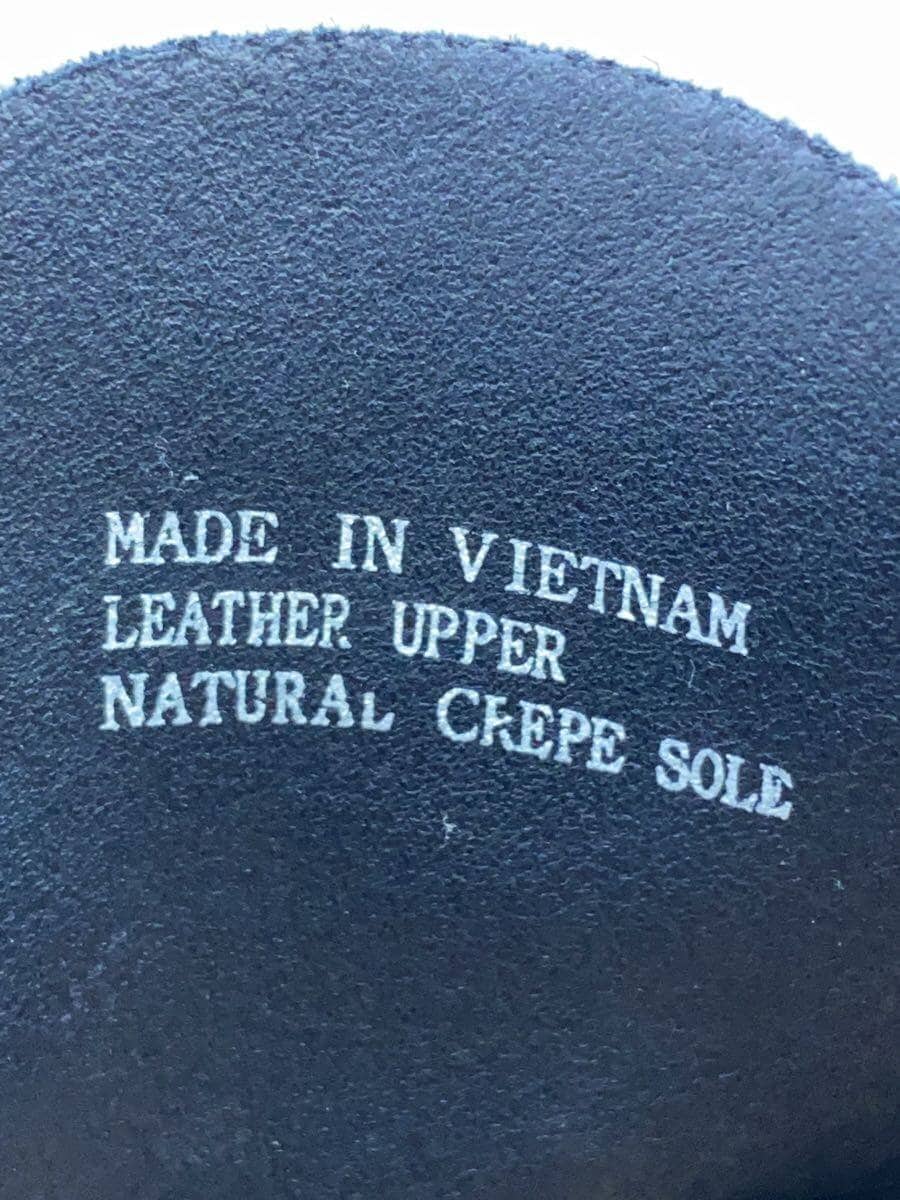 MADE IN VIETNAM
LEATHER UPPER
NATURAL CREPE SOLE